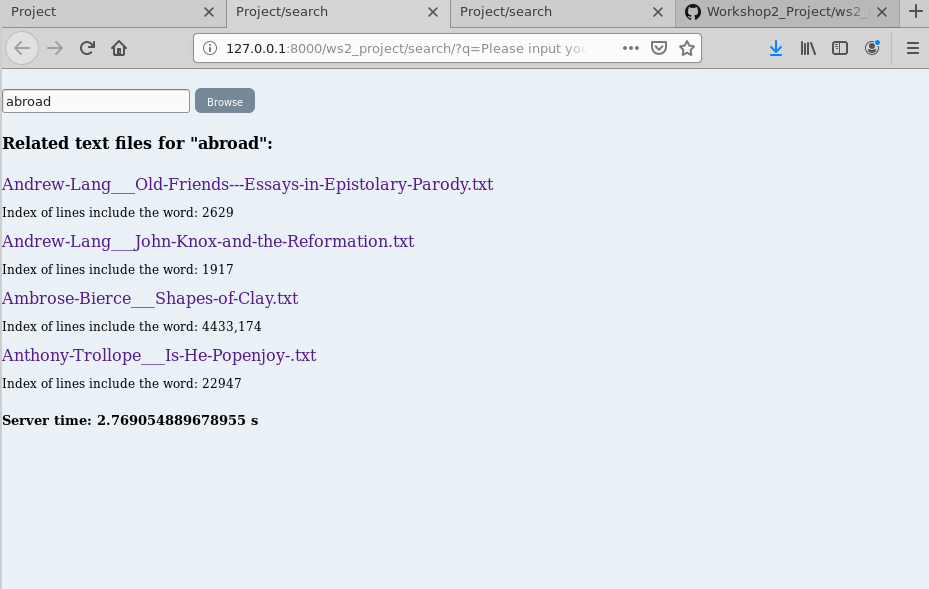 Project
Project/search
Project/search
Workshop2_Project/ws2_
127.0.0.1:8000/ws2_project/search/?q=Please input you
abroad
Browse
Related text files for "abroad":
Andrew-Lang___Old-Friends---Essays-in-Epistolary-Parody.txt
Index of lines include the word: 2629
Andrew-Lang___John-Knox-and-the-Reformation.txt
Index of lines include the word: 1917
Ambrose-Bierce___Shapes-of-Clay.txt
Index of lines include the word: 4433,174
Anthony-Trollope___Is-He-Popenjoy-.txt
Index of lines include the word: 22947
Server time: 2.769054889678955 s